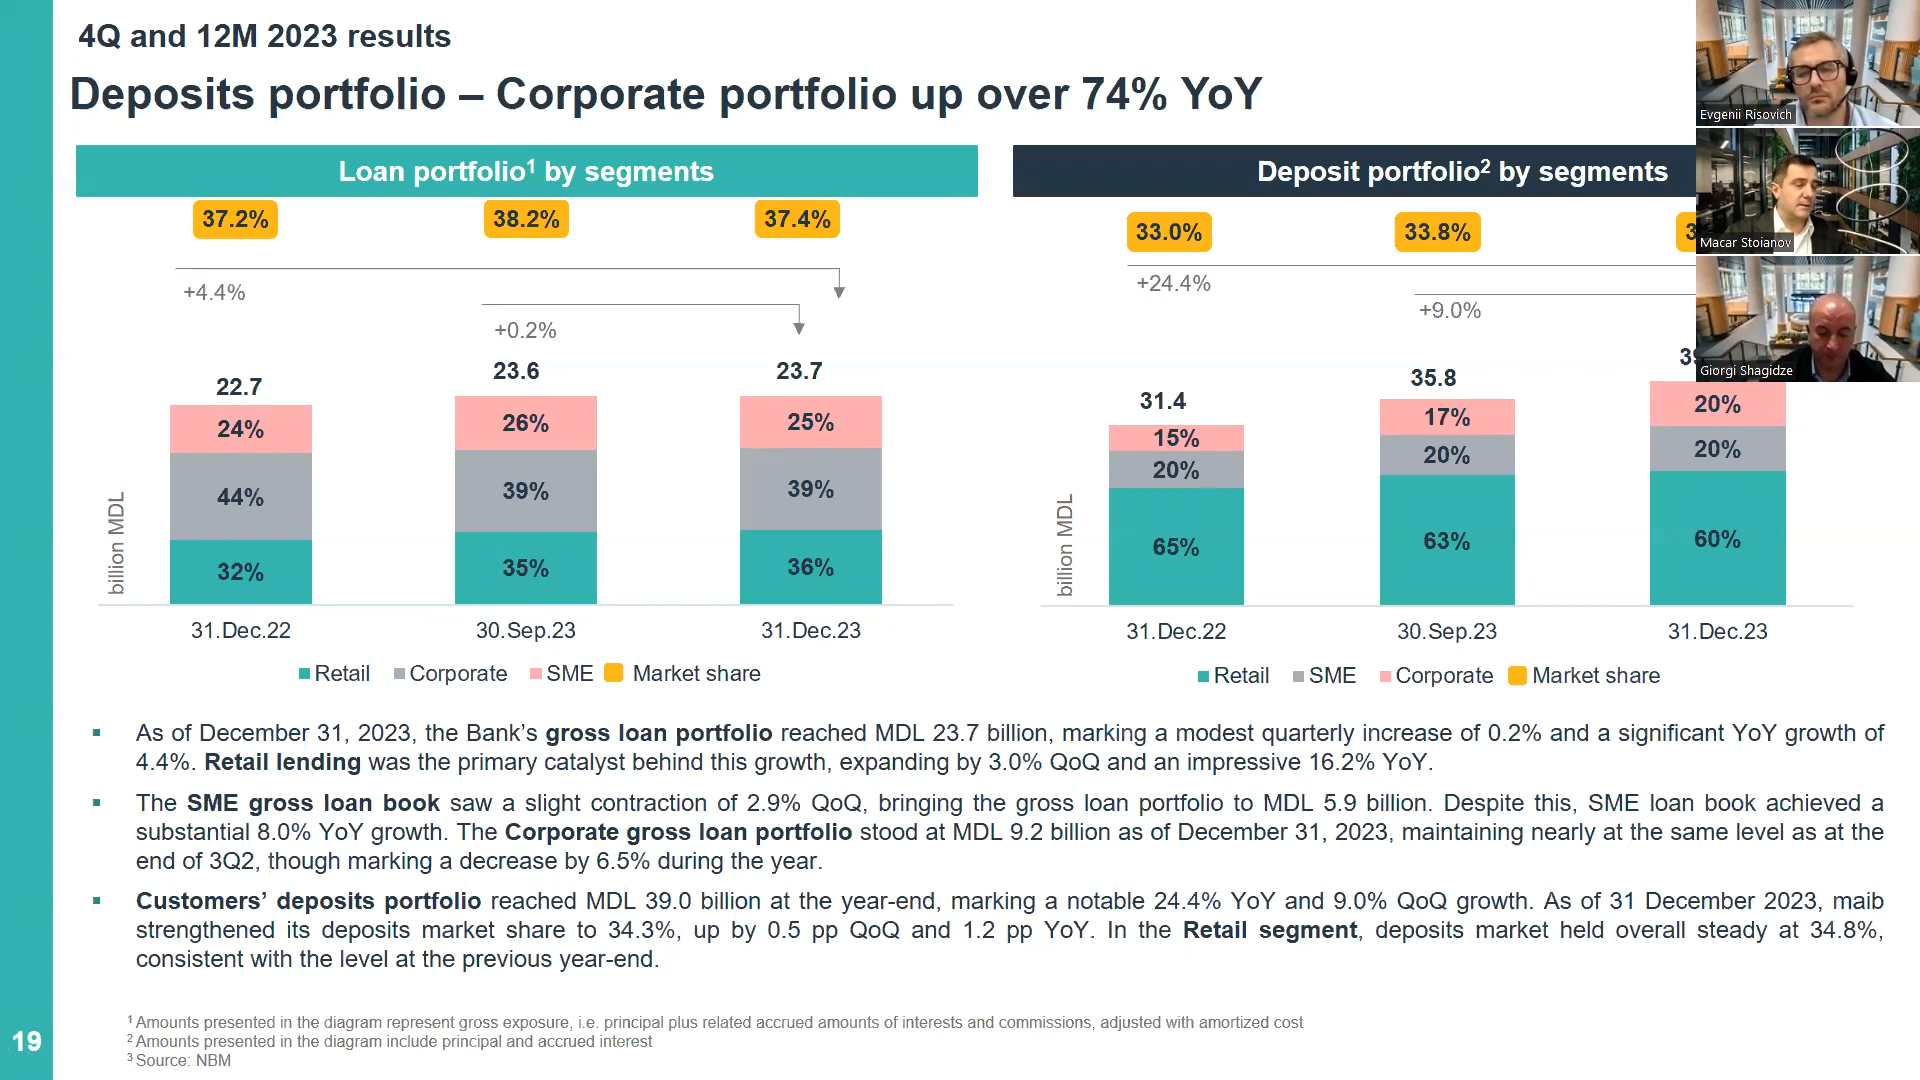 4Q and 12M 2023 results
Deposits portfolio – Corporate portfolio up over 74% YoY
Loan portfolio¹ by segments
37.2% 38.2% 37.4%
+4.4%
+0.2%
22.7 23.6 23.7
24% 26% 25%
44% 39% 39%
32% 35% 36%
billion MDL
31.Dec.22 30.Sep.23 31.Dec.23
Retail Corporate SME Market share
Deposit portfolio² by segments
33.0% 33.8%
+24.4%
+9.0%
31.4 35.8
15% 17% 20%
20% 20% 20%
65% 63% 60%
billion MDL
31.Dec.22 30.Sep.23 31.Dec.23
Retail SME Corporate Market share
Evgenii Risovich
Macar Stoianov
Giorgi Shagidze
▪ As of December 31, 2023, the Bank’s gross loan portfolio reached MDL 23.7 billion, marking a modest quarterly increase of 0.2% and a significant YoY growth of
4.4%. Retail lending was the primary catalyst behind this growth, expanding by 3.0% QoQ and an impressive 16.2% YoY.
▪ The SME gross loan book saw a slight contraction of 2.9% QoQ, bringing the gross loan portfolio to MDL 5.9 billion. Despite this, SME loan book achieved a
substantial 8.0% YoY growth. The Corporate gross loan portfolio stood at MDL 9.2 billion as of December 31, 2023, maintaining nearly at the same level as at the
end of 3Q2, though marking a decrease by 6.5% during the year.
▪ Customers’ deposits portfolio reached MDL 39.0 billion at the year-end, marking a notable 24.4% YoY and 9.0% QoQ growth. As of 31 December 2023, maib
strengthened its deposits market share to 34.3%, up by 0.5 pp QoQ and 1.2 pp YoY. In the Retail segment, deposits market held overall steady at 34.8%,
consistent with the level at the previous year-end.
¹ Amounts presented in the diagram represent gross exposure, i.e. principal plus related accrued amounts of interests and commissions, adjusted with amortized cost
² Amounts presented in the diagram include principal and accrued interest
³ Source: NBM
19